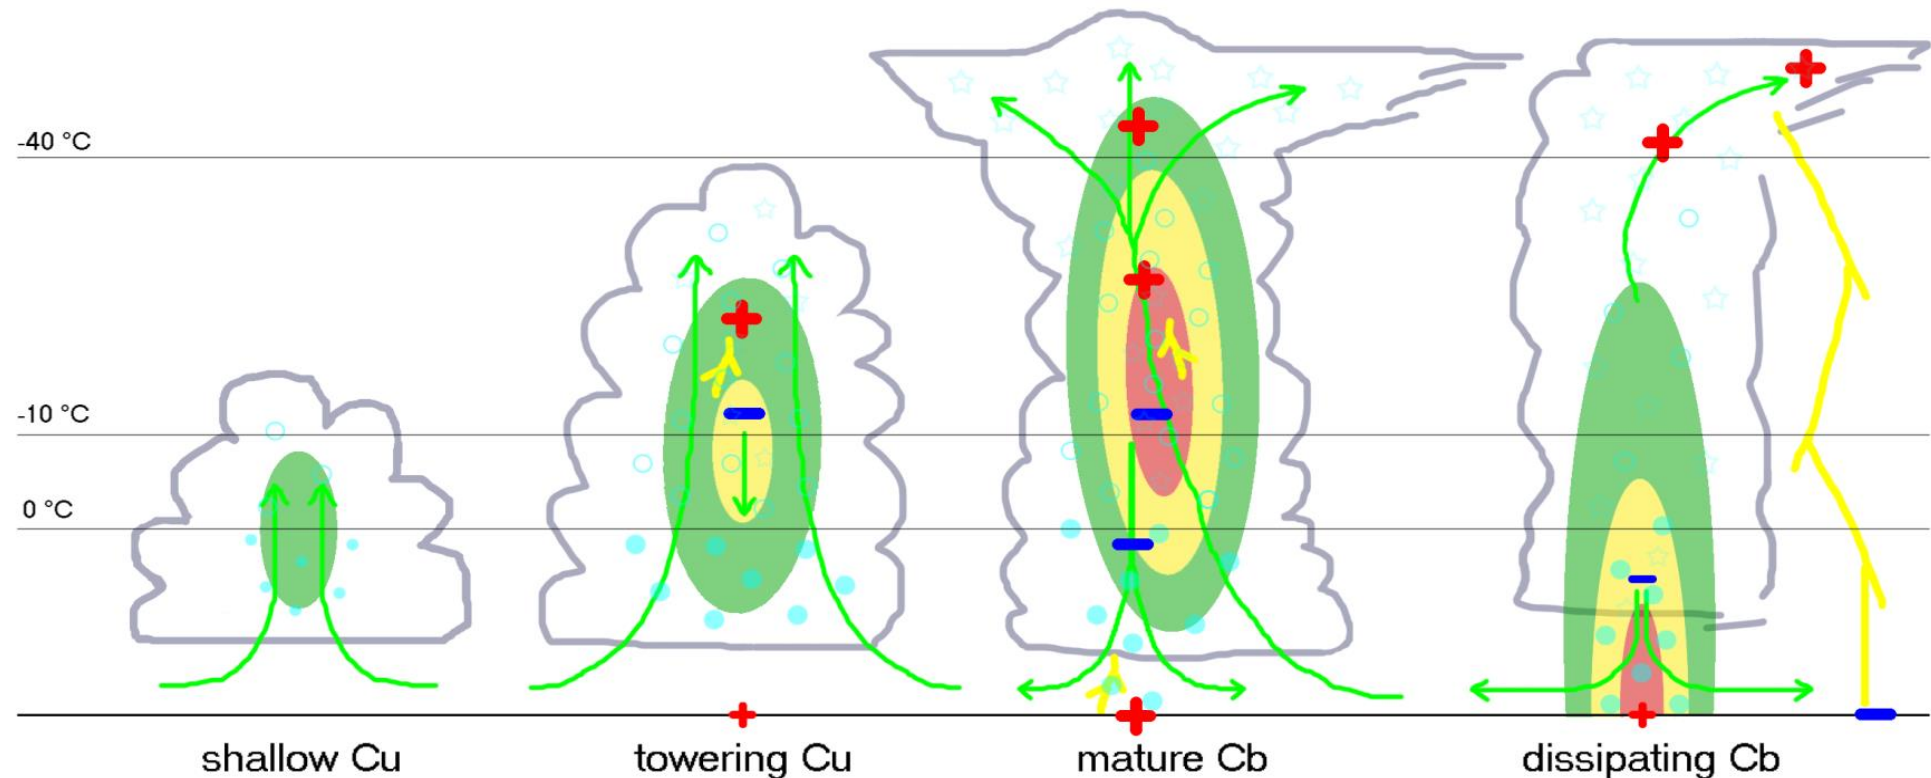 -40 °C
-10 °C
0 °C
shallow Cu
towering Cu
mature Cb
dissipating Cb